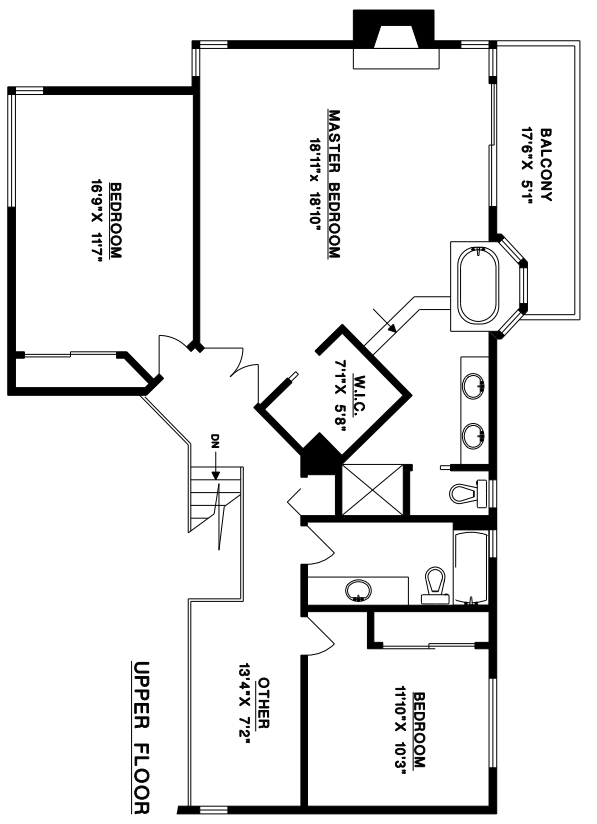 BALCONY
17'6"X 5'1"
MASTER BEDROOM
18'11"x 18'10"
BEDROOM
16'9"X 11'7"
W.I.C.
7'1"X 5'8"
DN
BEDROOM
11'10"X 10'3"
OTHER
13'4"X 7'2"
UPPER FLOOR